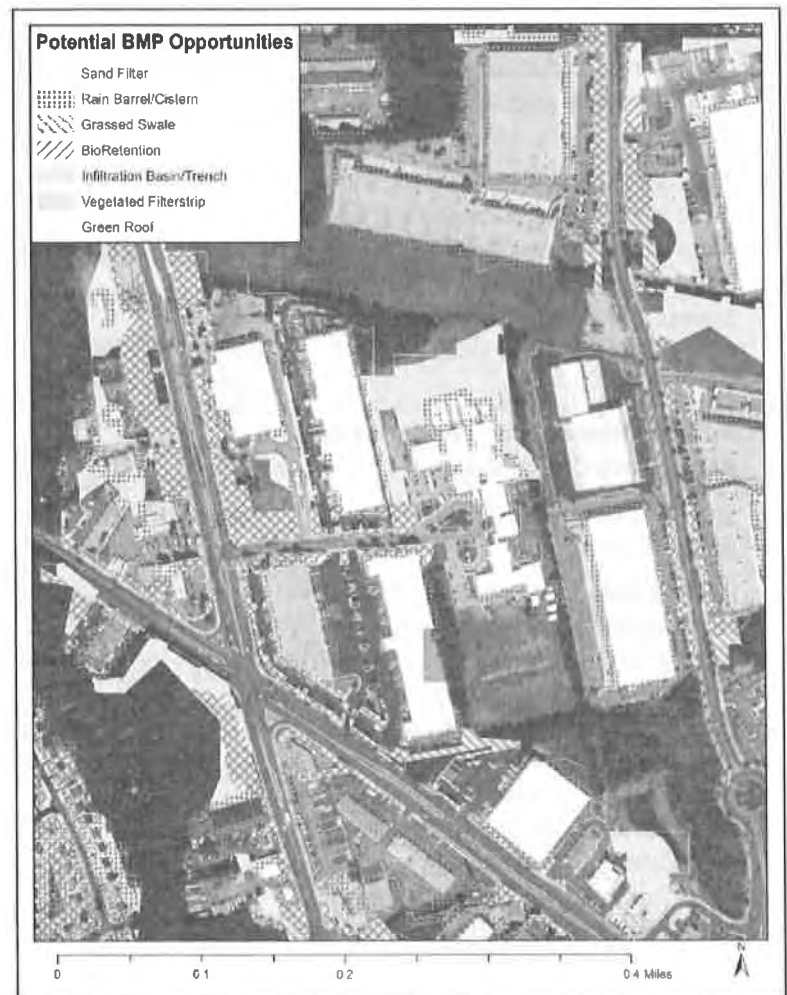 Potential BMP Opportunities
Sand Filter
Rain Barrel/Cistern
Grassed Swale
BioRetention
Infiltration Basin/Trench
Vegetated Filterstrip
Green Roof
N
0 0 1 0 2 0 4 Miles